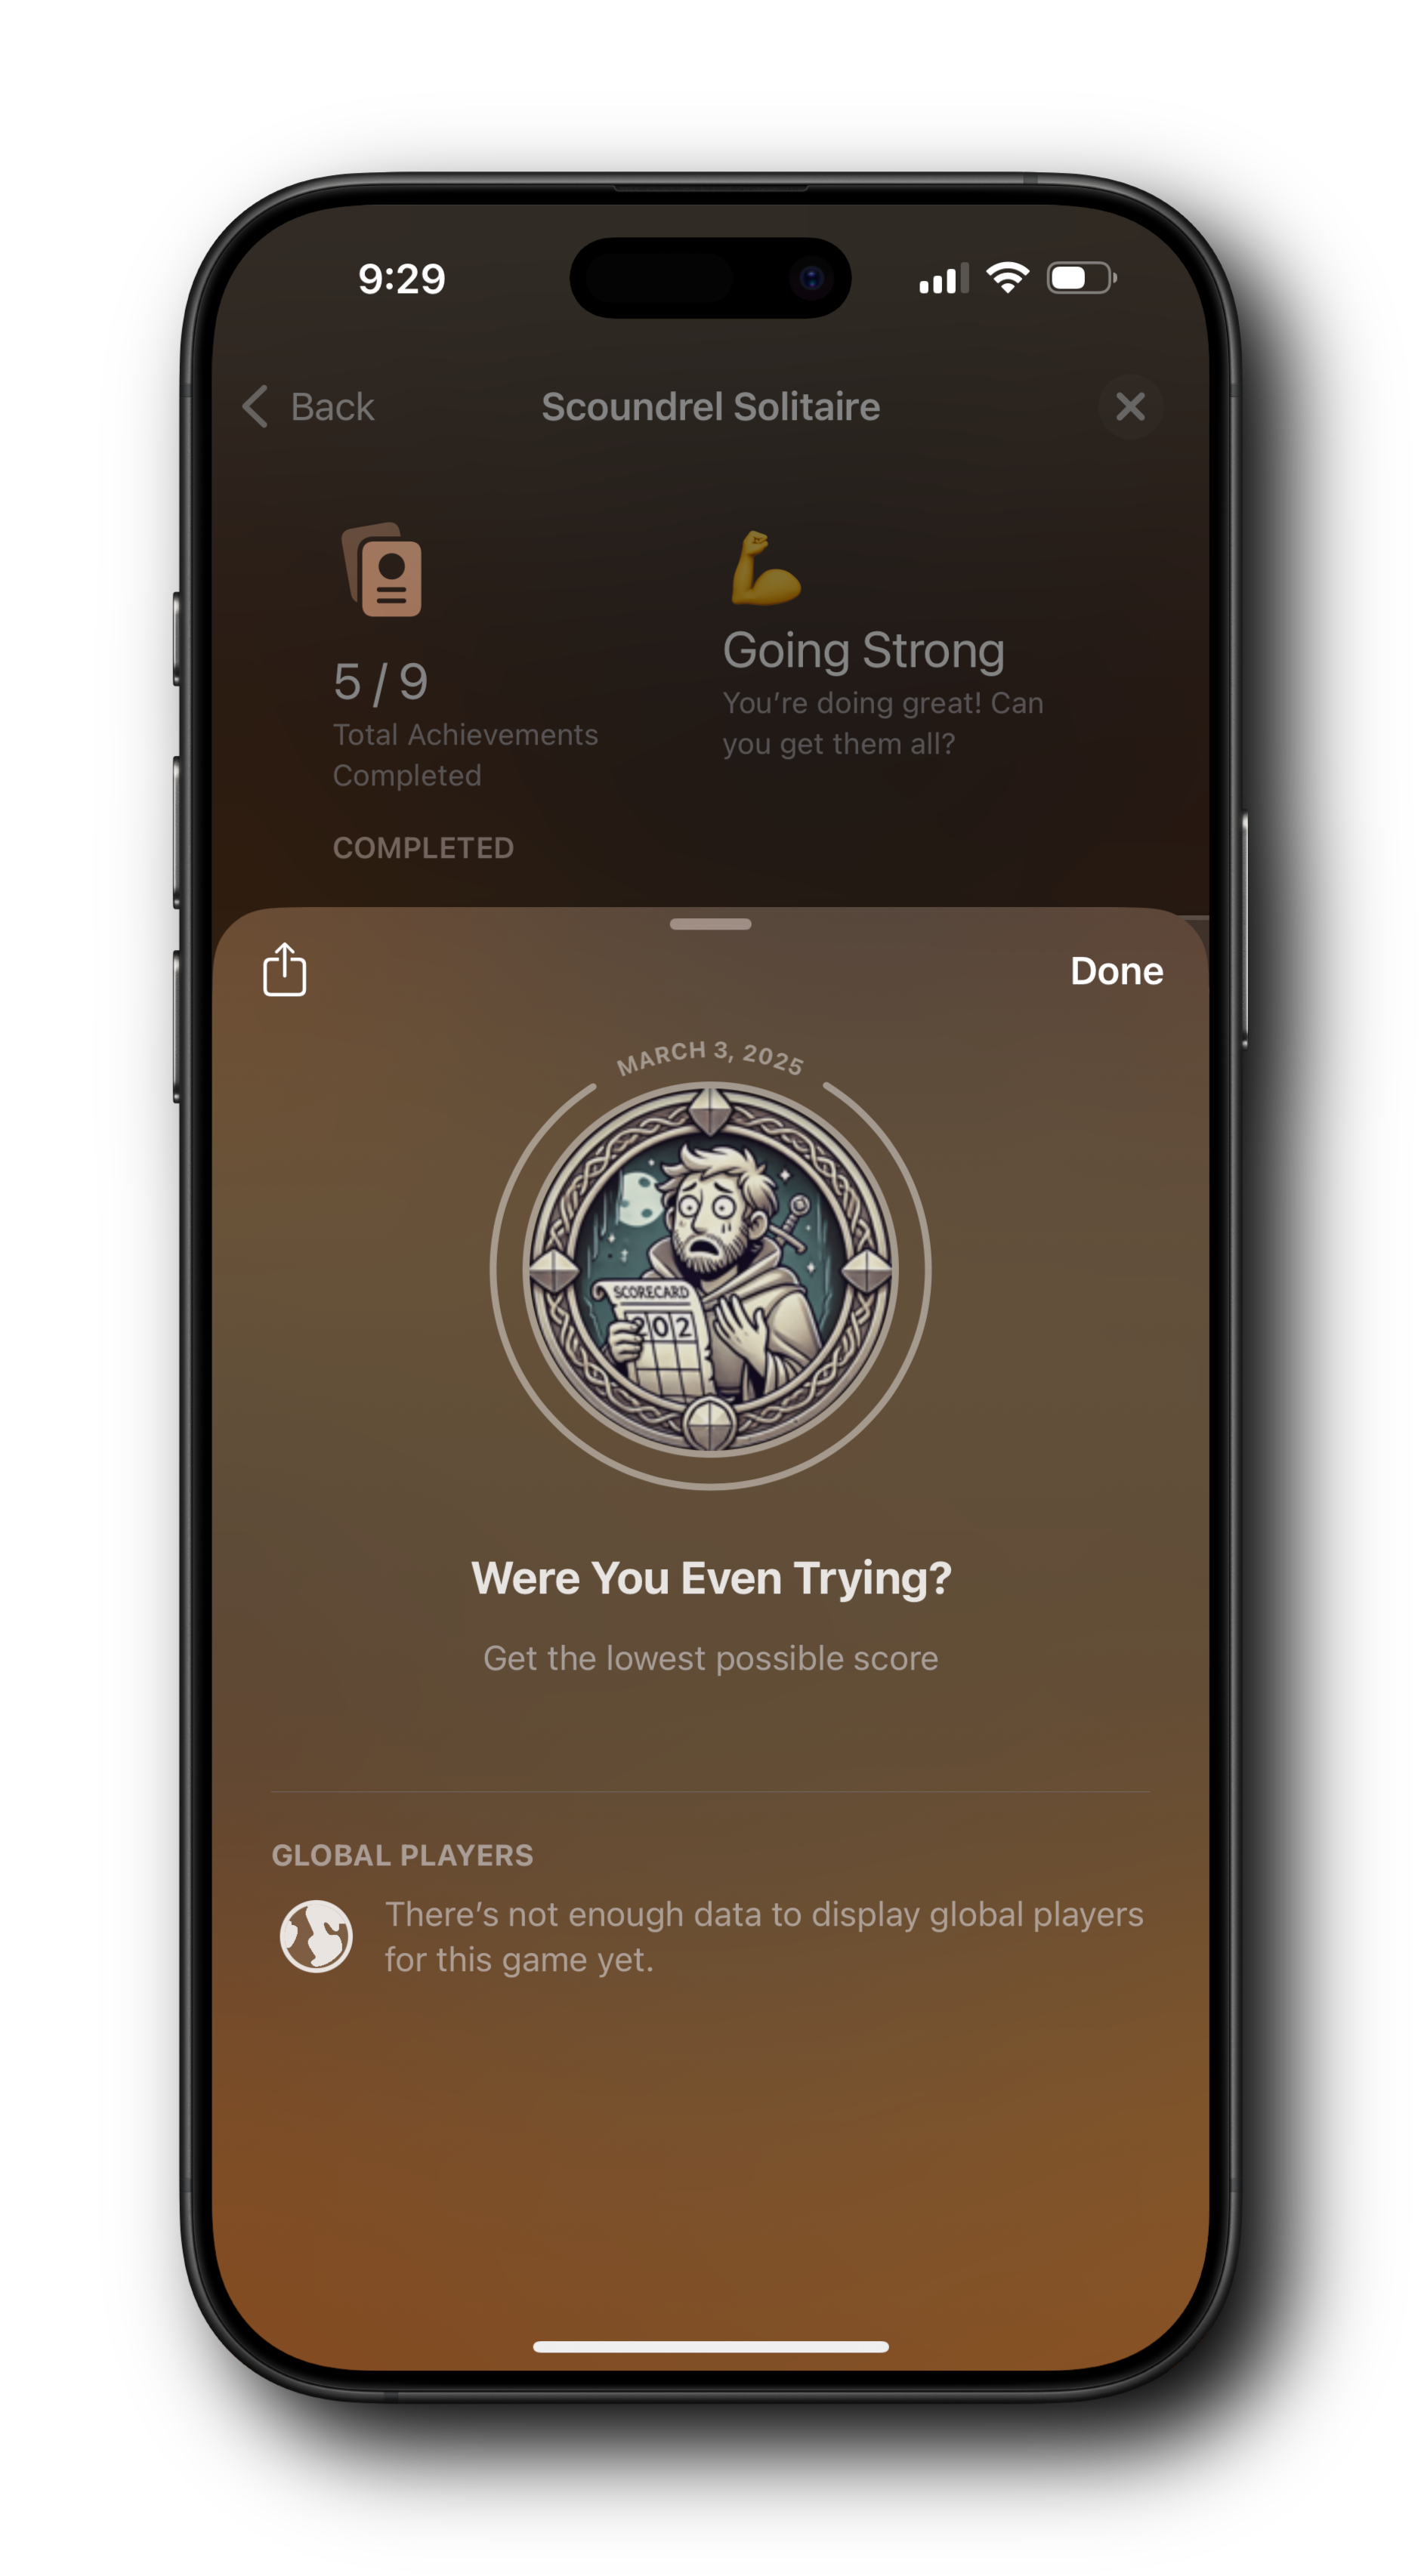 9:29
Back
Scoundrel Solitaire
5 / 9
Total Achievements
Completed
Going Strong
You’re doing great! Can
you get them all?
COMPLETED
Done
MARCH 3, 2025
SCORECARD
202
Were You Even Trying?
Get the lowest possible score
GLOBAL PLAYERS
There’s not enough data to display global players
for this game yet.